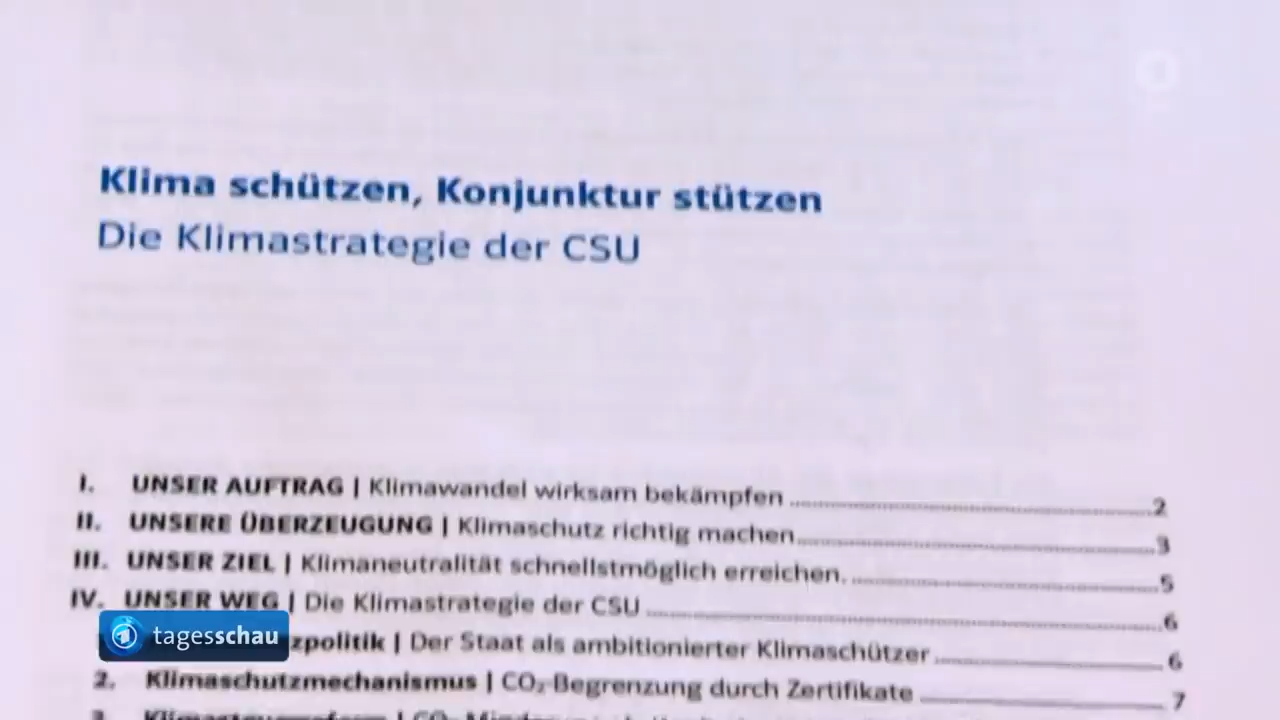 Klima schützen, Konjunktur stützen
Die Klimastrategie der CSU
I. UNSER AUFTRAG | Klimawandel wirksam bekämpfen 2
II. UNSERE ÜBERZEUGUNG | Klimaschutz richtig machen 3
III. UNSER ZIEL | Klimaneutralität schnellstmöglich erreichen. 5
IV. UNSER WEG | Die Klimastrategie der CSU 6
tagesschau
zpolitik | Der Staat als ambitionierter Klimaschützer 6
2. Klimaschutzmechanismus | CO₂-Begrenzung durch Zertifikate 7